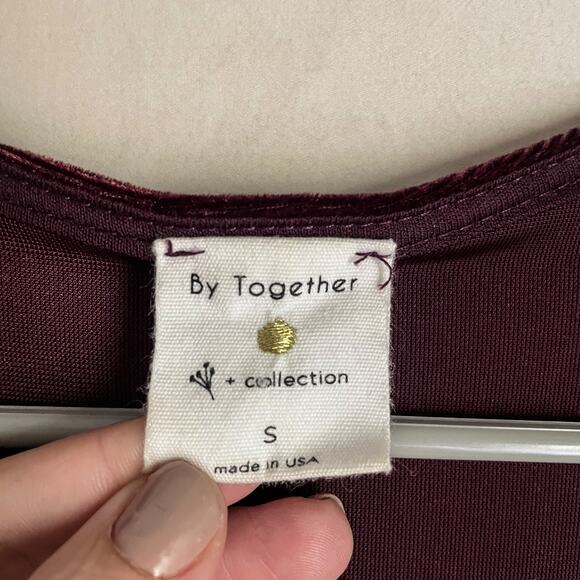 By Together
+ collection
S
made in USA